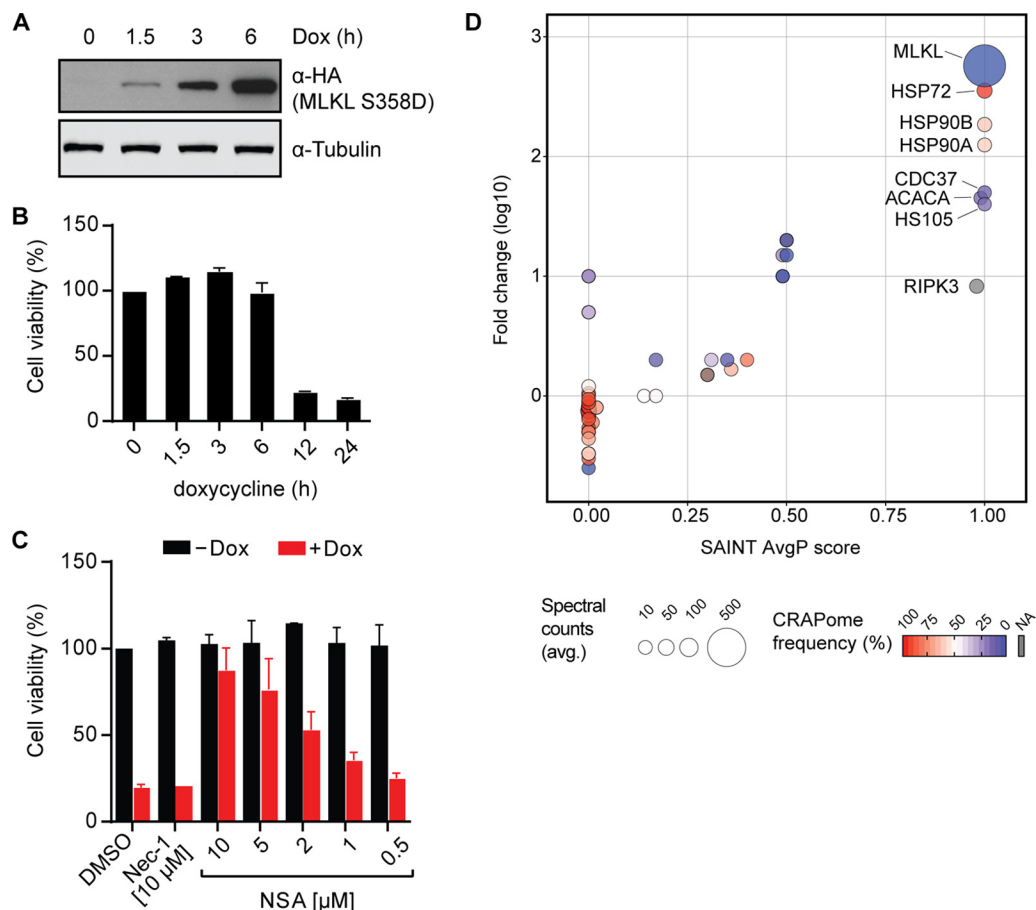 A
0 1.5 3 6 Dox (h)
α-HA
(MLKL S358D)
α-Tubulin
B
Cell viability (%)
150
100
50
0
0 1.5 3 6 12 24
doxycycline (h)
C
−Dox +Dox
Cell viability (%)
150
100
50
0
DMSO
Nec-1
[10 µM]
10 5 2 1 0.5
NSA [µM]
D
Fold change (log10)
3
2
1
0
MLKL
HSP72
HSP90B
HSP90A
CDC37
ACACA
HS105
RIPK3
0.00 0.25 0.50 0.75 1.00
SAINT AvgP score
Spectral
counts
(avg.)
10 50 100 500
CRAPome
frequency (%)
100 75 50 25 0 NA